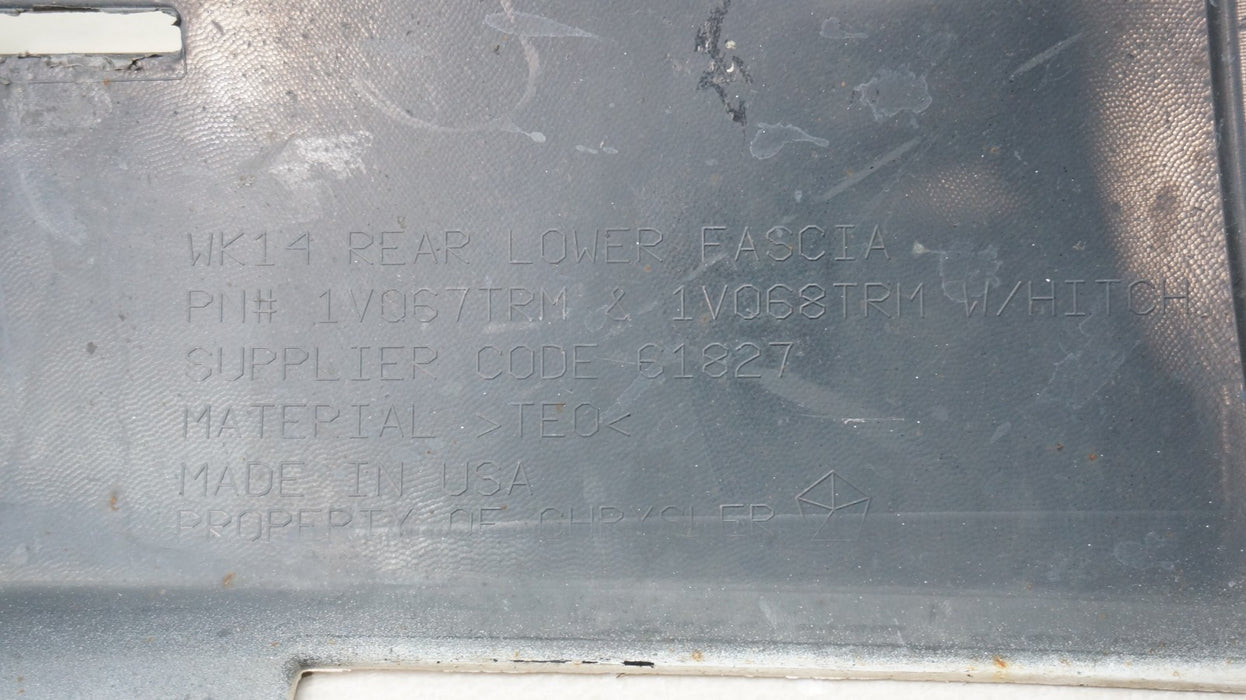 WK14 REAR LOWER FASCIA
PN# 1VQ67TRM & 1VQ68TRM W/HITCH
SUPPLIER CODE 61827
MATERIAL >TEO<
MADE IN USA
PROPERTY OF CHRYSLER